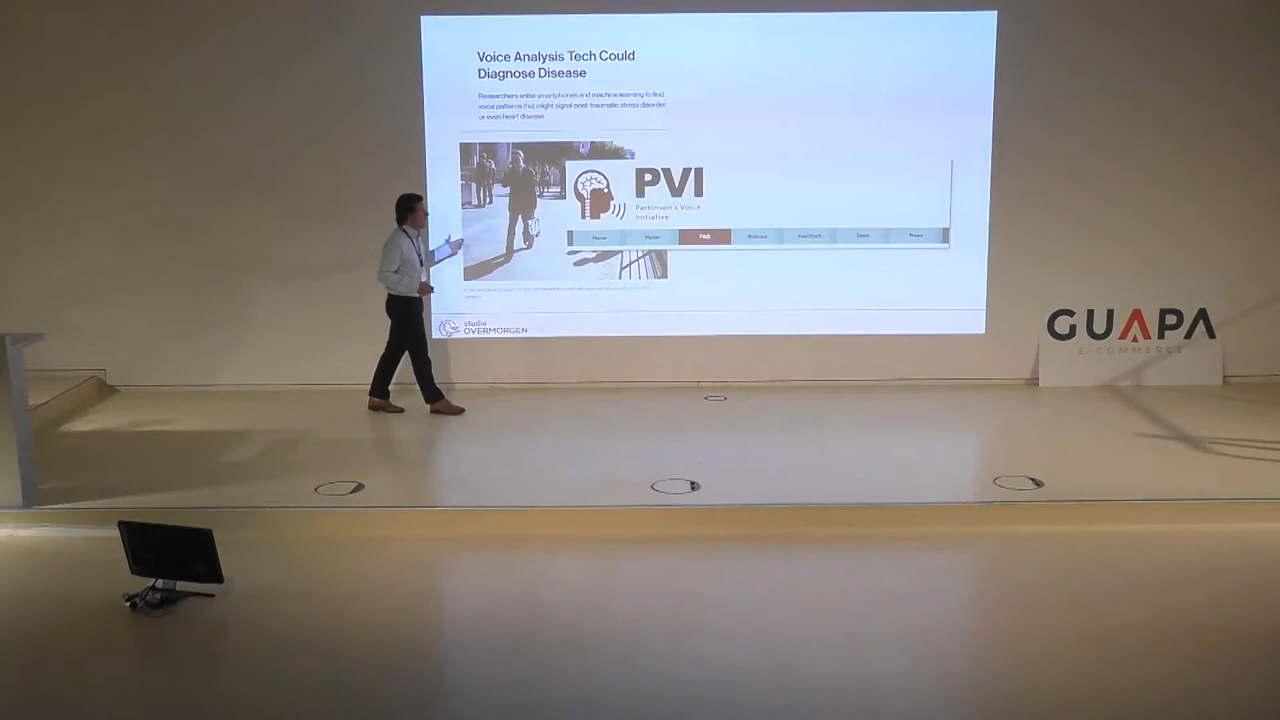 Voice Analysis Tech Could
Diagnose Disease
Researchers enlist smartphones and machine learning to find
vocal patterns that might signal post-traumatic stress disorder
or even heart disease.
PVI
Parkinson's Voice
Initiative
Home Vision FAQ Science Feedback Team Press
studio
OVERMORGEN
GUAPA
E-COMMERCE